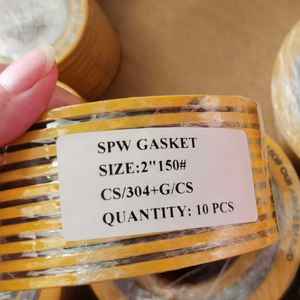 SPW GASKET
SIZE:2"150#
CS/304+G/CS
QUANTITY: 10 PCS